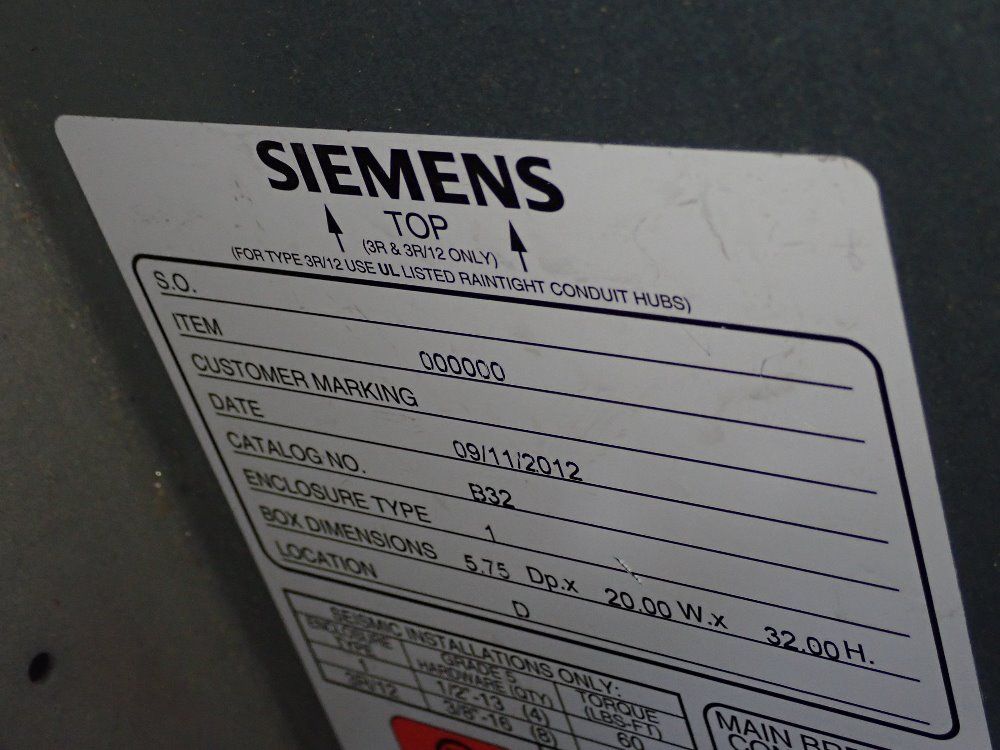 SIEMENS
TOP
(3R & 3R/12 ONLY)
(FOR TYPE 3R/12 USE UL LISTED RAINTIGHT CONDUIT HUBS)
S.O.
ITEM 000000
CUSTOMER MARKING
DATE 09/11/2012
CATALOG NO. B32
ENCLOSURE TYPE 1
BOX DIMENSIONS 5.75 Dp.x 20.00 W.x 32.00 H.
LOCATION D
SEISMIC INSTALLATIONS ONLY:
ENCLOSURE TYPE GRADE 5 HARDWARE (QTY) TORQUE (LBS-FT)
1 1/2"-13 (4) 60
3R/12 3/8"-16 (8)
MAIN